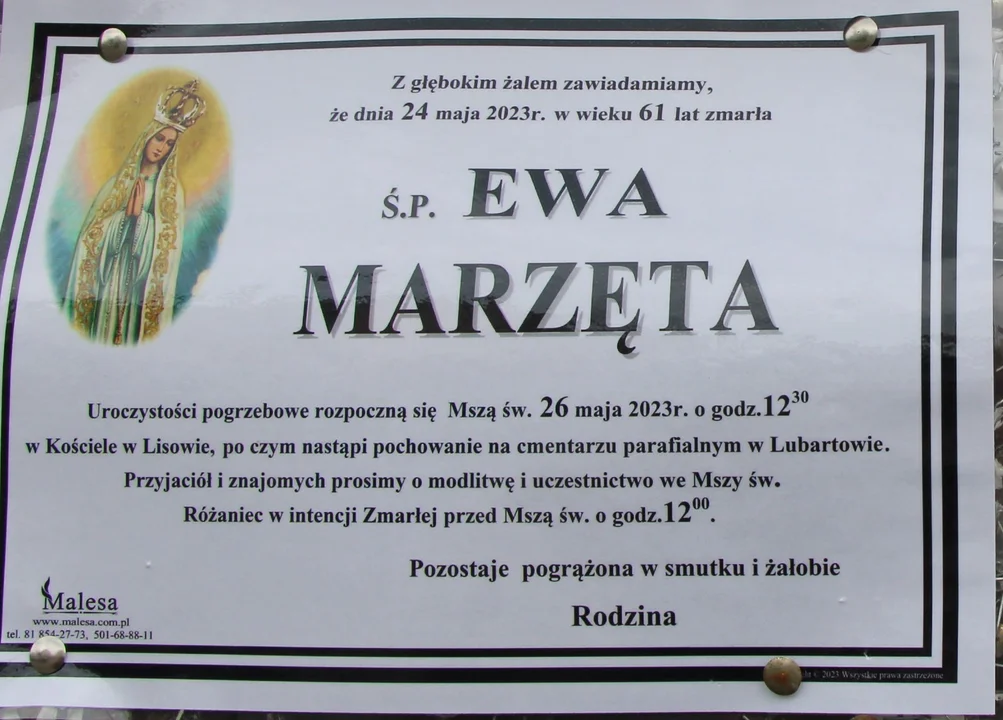 Z głębokim żalem zawiadamiamy,
że dnia 24 maja 2023r. w wieku 61 lat zmarła
Ś.P. EWA
MARZĘTA
Uroczystości pogrzebowe rozpoczną się Mszą św. 26 maja 2023r. o godz.12³⁰
w Kościele w Lisowie, po czym nastąpi pochowanie na cmentarzu parafialnym w Lubartowie.
Przyjaciół i znajomych prosimy o modlitwę i uczestnictwo we Mszy św.
Różaniec w intencji Zmarłej przed Mszą św. o godz.12⁰⁰.
Pozostaje pogrążona w smutku i żałobie
Rodzina
Malesa
www.malesa.com.pl
tel. 81 854-27-73, 501-68-88-11
© 2023 Wszystkie prawa zastrzeżone